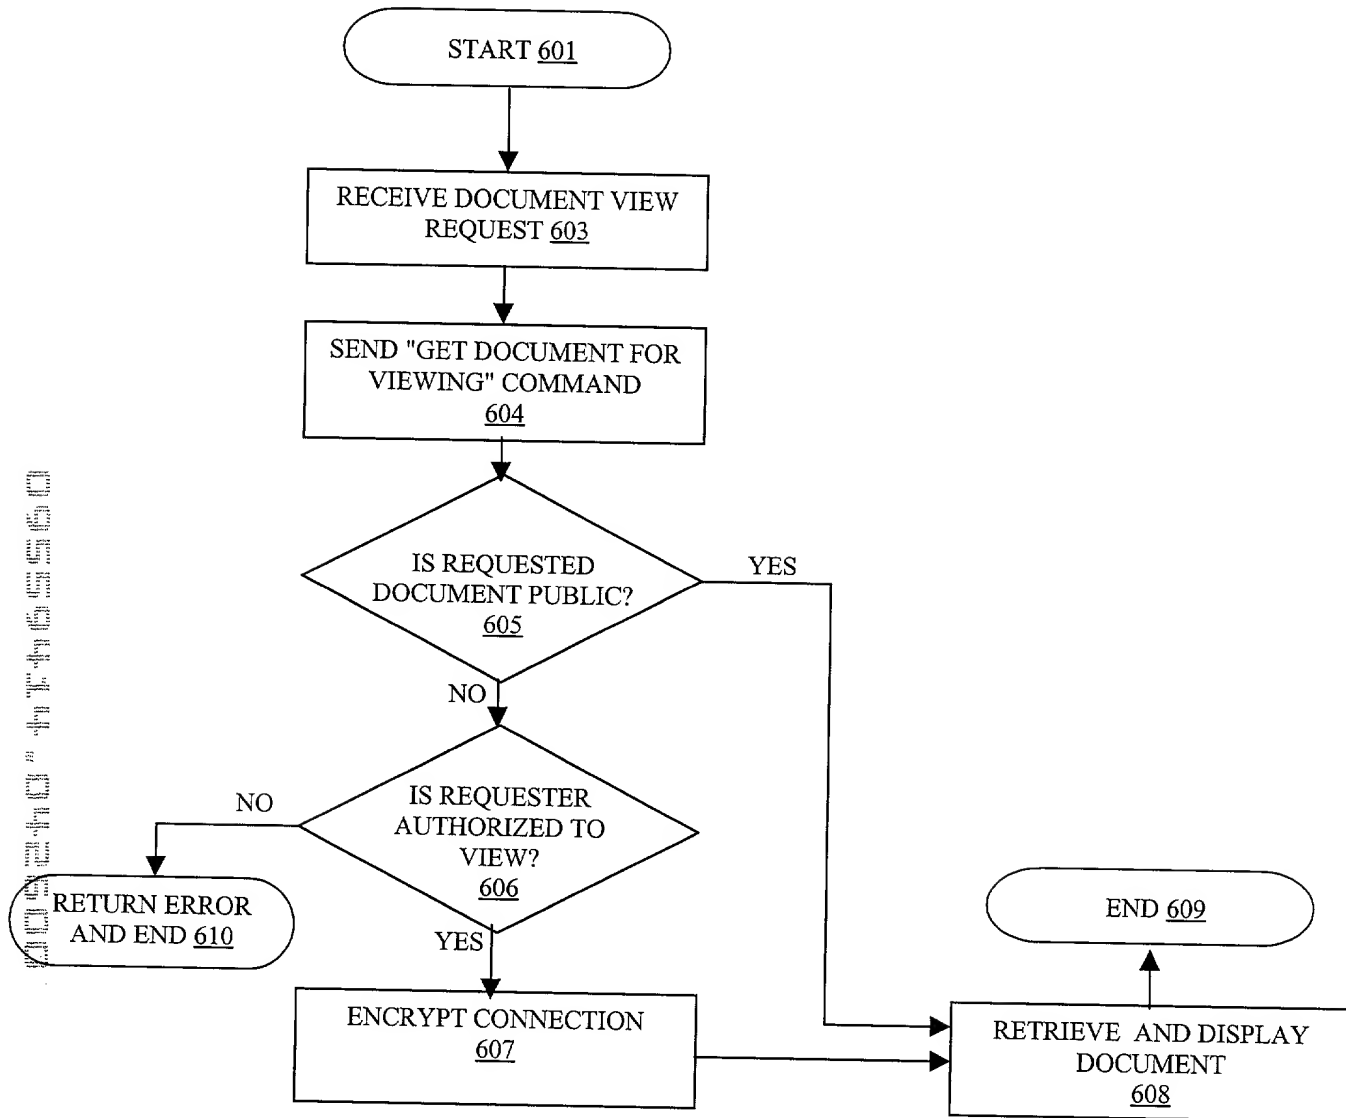 START 601
RECEIVE DOCUMENT VIEW
REQUEST 603
SEND "GET DOCUMENT FOR
VIEWING" COMMAND
604
IS REQUESTED
DOCUMENT PUBLIC?
605
YES
NO
IS REQUESTER
AUTHORIZED TO
VIEW?
606
NO
RETURN ERROR
AND END 610
YES
ENCRYPT CONNECTION
607
RETRIEVE AND DISPLAY
DOCUMENT
608
END 609